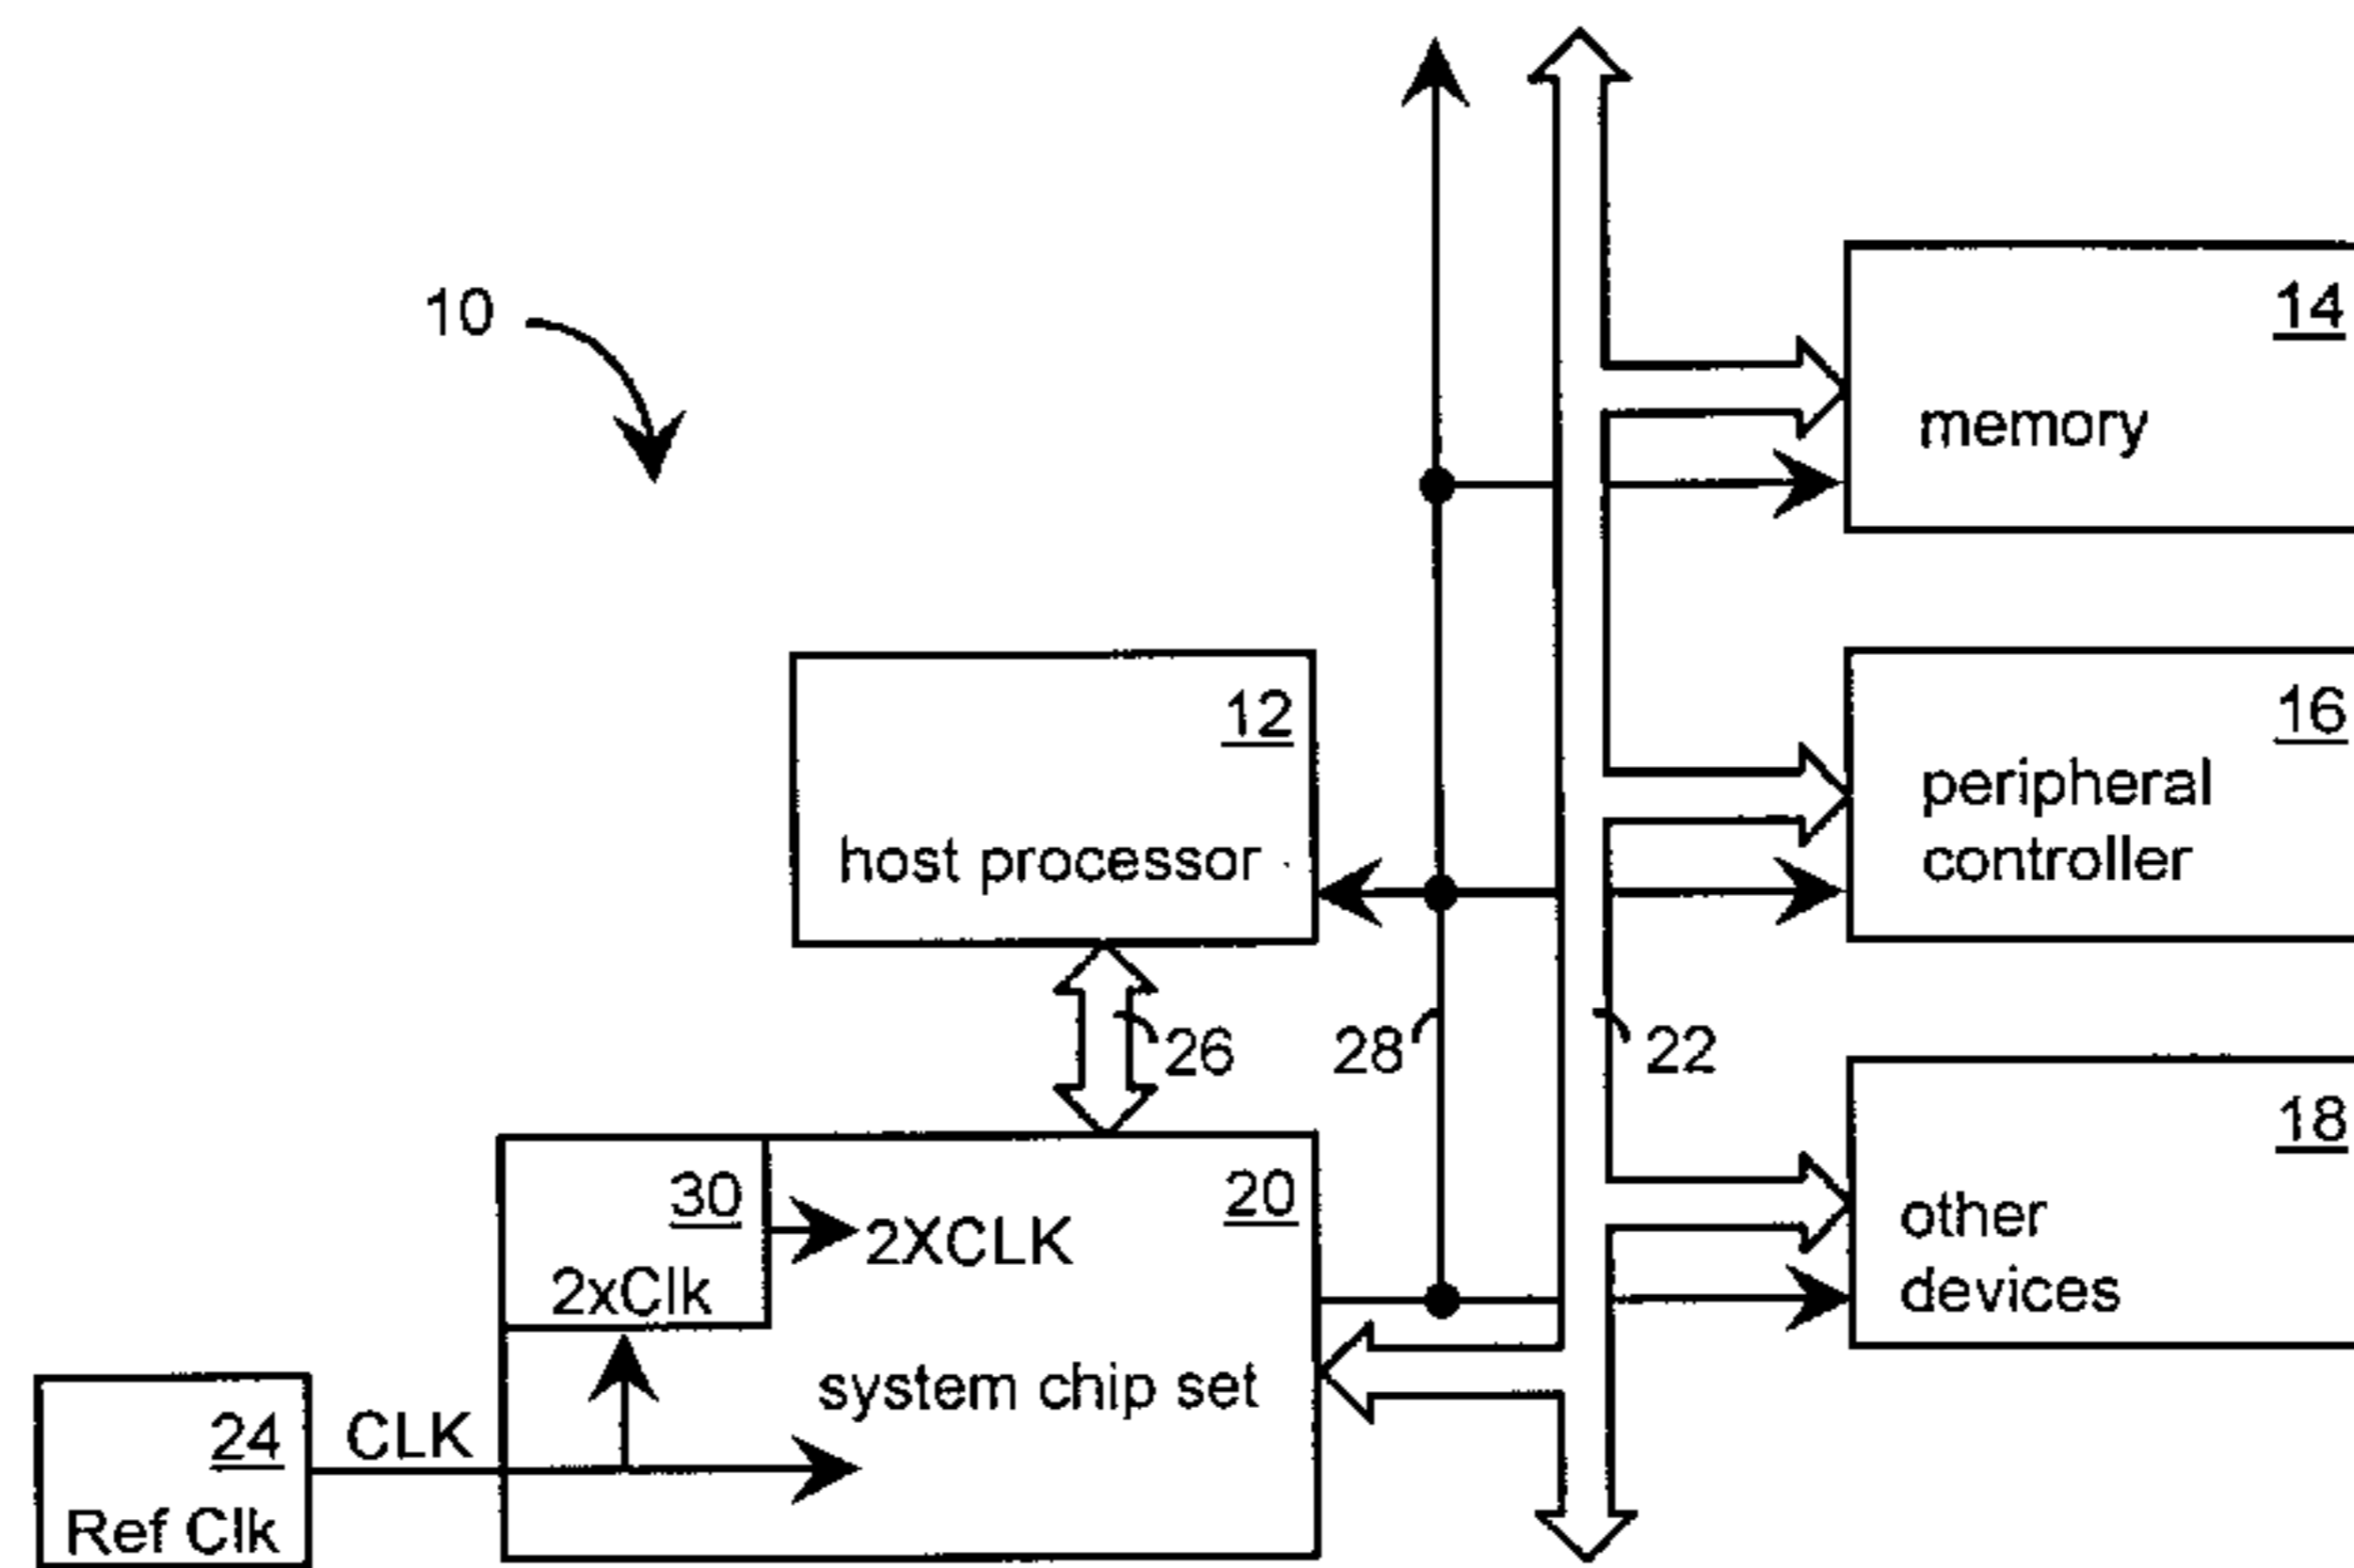 10
14
memory
12
host processor
16
peripheral
controller
26
28
22
30
2xClk
2XCLK
20
system chip set
18
other
devices
24
CLK
Ref Clk